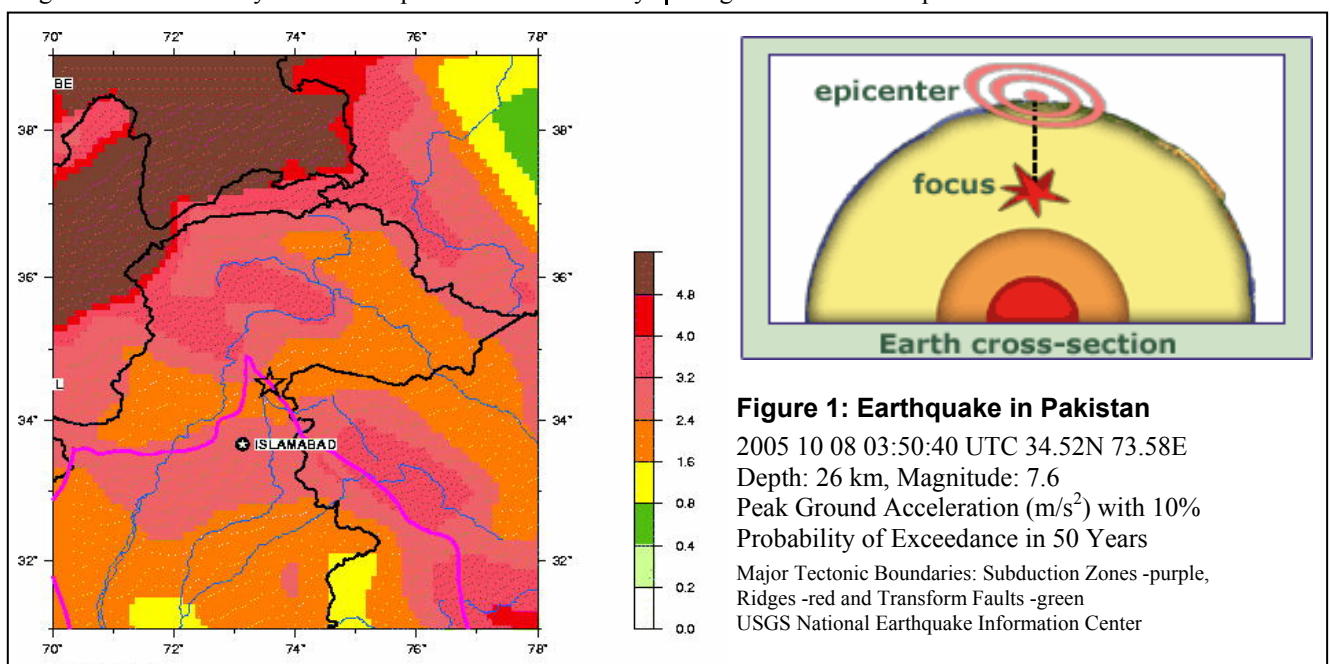 70° 72° 74° 76° 78°
BE
38° 38°
36° 36°
L
34° 34°
ISLAMABAD
32° 32°
70° 72° 74° 76° 78°
4.8
4.0
3.2
2.4
1.6
0.8
0.4
0.2
0.0
epicenter
focus
Earth cross-section
Figure 1: Earthquake in Pakistan
2005 10 08 03:50:40 UTC 34.52N 73.58E
Depth: 26 km, Magnitude: 7.6
Peak Ground Acceleration (m/s²) with 10%
Probability of Exceedance in 50 Years
Major Tectonic Boundaries: Subduction Zones -purple,
Ridges -red and Transform Faults -green
USGS National Earthquake Information Center